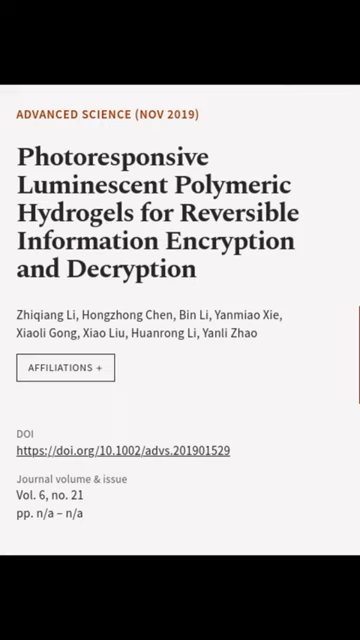 ADVANCED SCIENCE (NOV 2019)
Photoresponsive
Luminescent Polymeric
Hydrogels for Reversible
Information Encryption
and Decryption
Zhiqiang Li, Hongzhong Chen, Bin Li, Yanmiao Xie,
Xiaoli Gong, Xiao Liu, Huanrong Li, Yanli Zhao
AFFILIATIONS +
DOI
https://doi.org/10.1002/advs.201901529
Journal volume & issue
Vol. 6, no. 21
pp. n/a – n/a